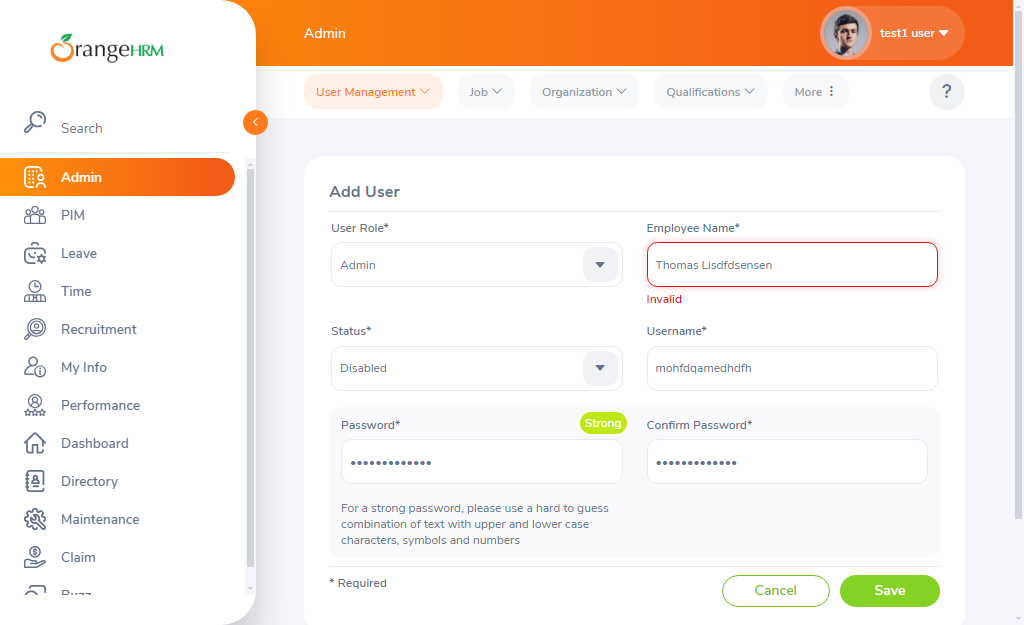 OrangeHRM
Admin
test1 user
User Management
Job
Organization
Qualifications
More
?
Search
Admin
PIM
Leave
Time
Recruitment
My Info
Performance
Dashboard
Directory
Maintenance
Claim
Buzz
Add User
User Role*
Employee Name*
Admin
Thomas Lisdfdsensen
Invalid
Status*
Username*
Disabled
mohfdqamedhdfh
Password*
Strong
Confirm Password*
•••••••••••••
•••••••••••••
For a strong password, please use a hard to guess
combination of text with upper and lower case
characters, symbols and numbers
* Required
Cancel
Save